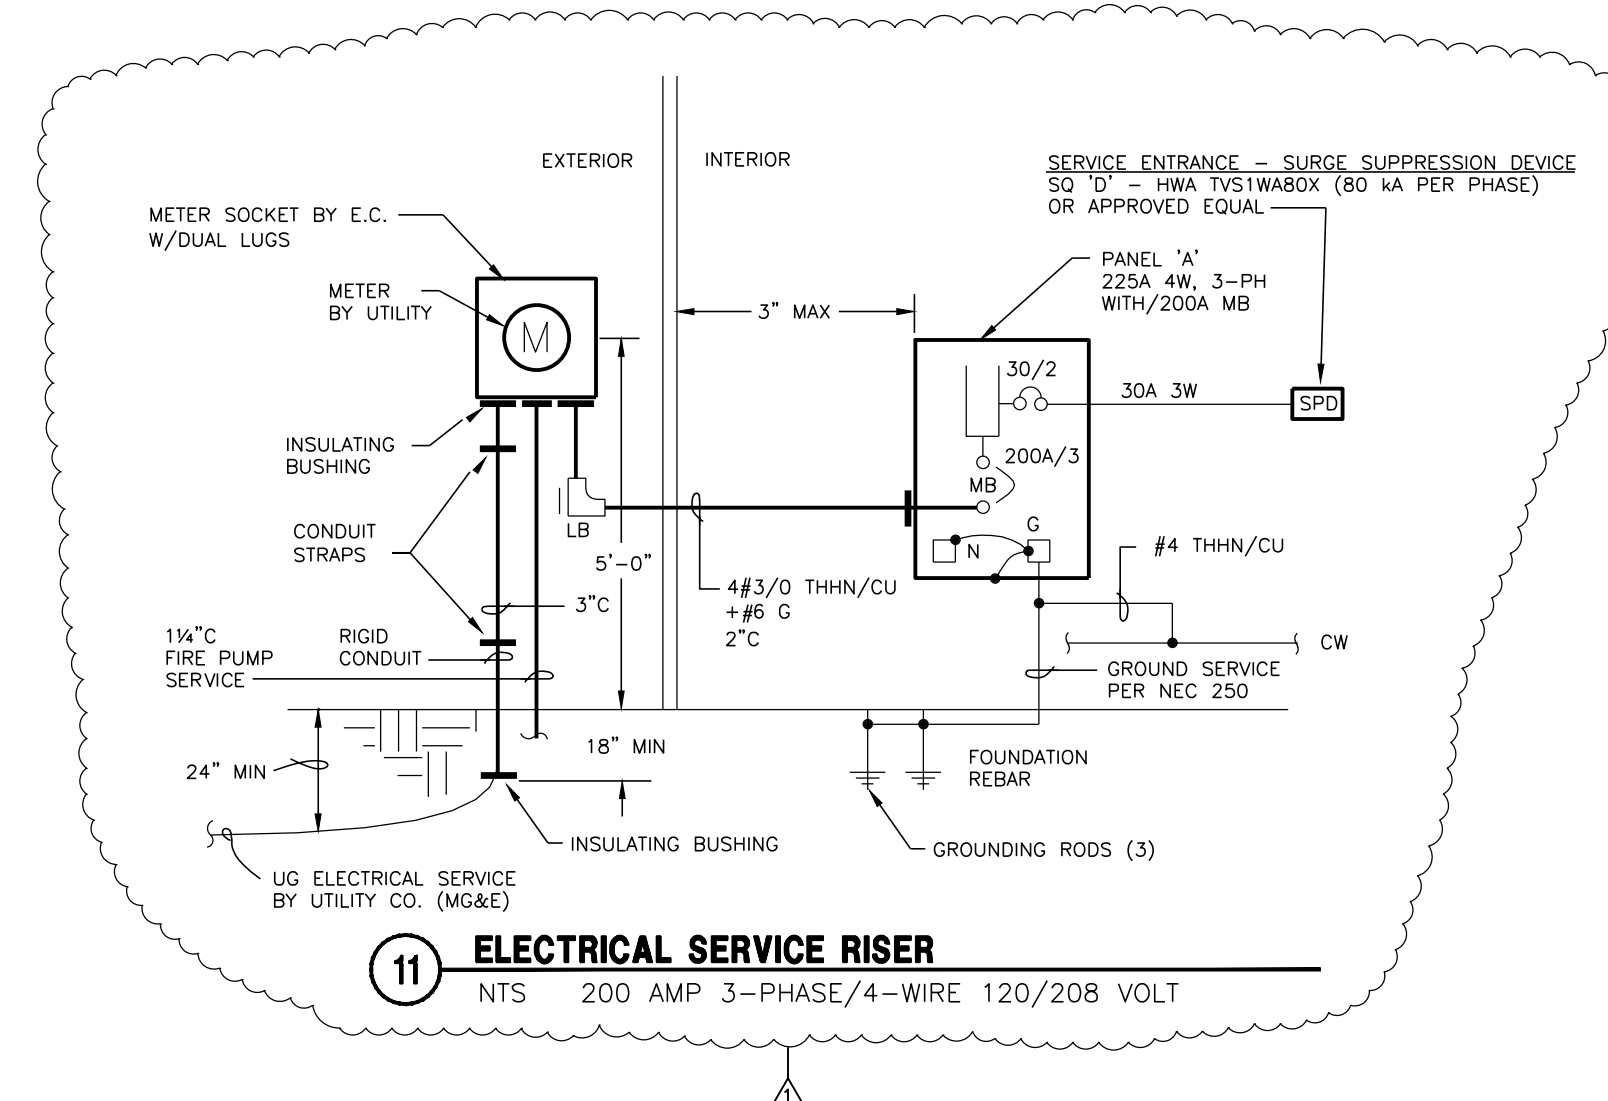 EXTERIOR
INTERIOR
SERVICE ENTRANCE – SURGE SUPPRESSION DEVICE
SQ 'D' – HWA TVS1WA80X (80 kA PER PHASE)
OR APPROVED EQUAL
METER SOCKET BY E.C.
W/DUAL LUGS
METER
BY UTILITY
M
3" MAX
PANEL 'A'
225A 4W, 3-PH
WITH/200A MB
30/2
30A 3W
SPD
200A/3
MB
G
N
INSULATING
BUSHING
CONDUIT
STRAPS
LB
5'-0"
3"C
4#3/0 THHN/CU
+#6 G
2"C
#4 THHN/CU
CW
1¼"C
FIRE PUMP
SERVICE
RIGID
CONDUIT
GROUND SERVICE
PER NEC 250
24" MIN
18" MIN
FOUNDATION
REBAR
INSULATING BUSHING
GROUNDING RODS (3)
UG ELECTRICAL SERVICE
BY UTILITY CO. (MG&E)
11
ELECTRICAL SERVICE RISER
NTS 200 AMP 3-PHASE/4-WIRE 120/208 VOLT
1